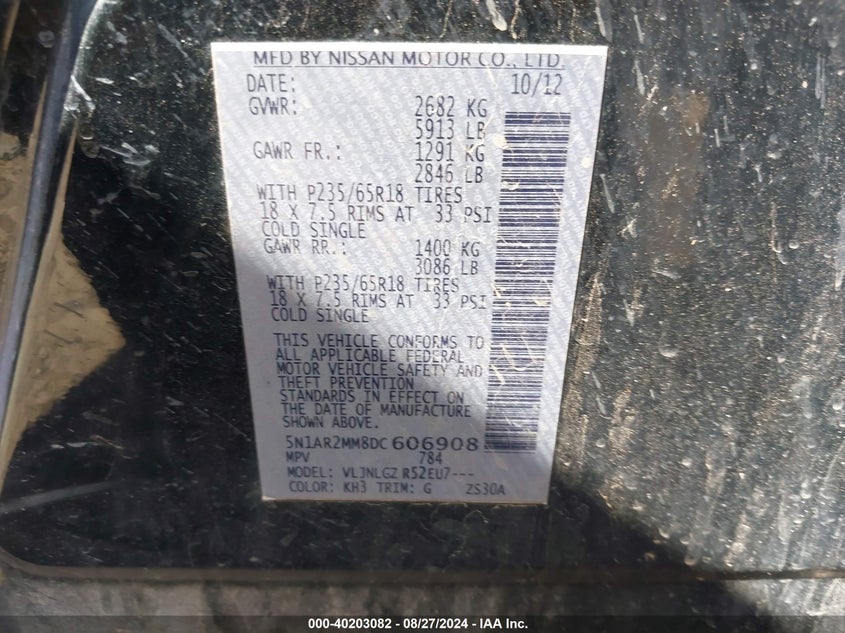 MFD BY NISSAN MOTOR CO., LTD.
DATE: 10/12
GVWR: 2682 KG
5913 LB
GAWR FR.: 1291 KG
2846 LB
WITH P235/65R18 TIRES
18 X 7.5 RIMS AT 33 PSI
COLD SINGLE
GAWR RR.: 1400 KG
3086 LB
WITH P235/65R18 TIRES
18 X 7.5 RIMS AT 33 PSI
COLD SINGLE
THIS VEHICLE CONFORMS TO
ALL APPLICABLE FEDERAL
MOTOR VEHICLE SAFETY AND
THEFT PREVENTION
STANDARDS IN EFFECT ON
THE DATE OF MANUFACTURE
SHOWN ABOVE.
5N1AR2MM8DC606908
MPV 784
MODEL: VLJNLGZ R52EU7---
COLOR: KH3 TRIM: G ZS30A
000-40203082 - 08/27/2024 - IAA Inc.